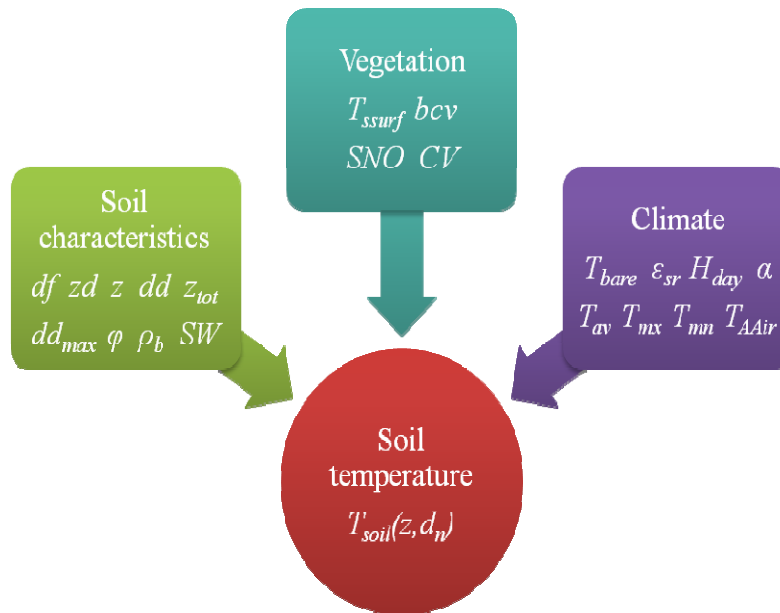 Vegetation
T_ssurf bcv
SNO CV
Soil
characteristics
df zd z dd z_tot
dd_max φ ρ_b SW
Climate
T_bare ε_sr H_day α
T_av T_mx T_mn T_AAir
Soil
temperature
T_soil(z,d_n)